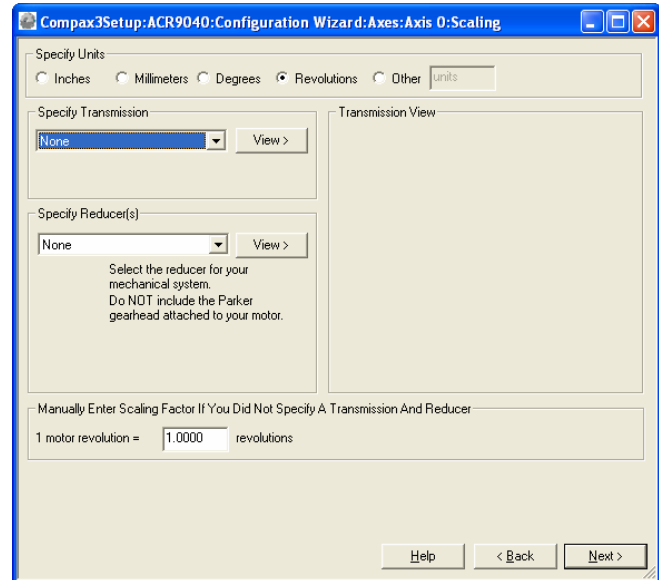 Compax3Setup:ACR9040:Configuration Wizard:Axes:Axis 0:Scaling
Specify Units
Inches Millimeters Degrees Revolutions Other units
Specify Transmission
None View >
Transmission View
Specify Reducer(s)
None View >
Select the reducer for your
mechanical system.
Do NOT include the Parker
gearhead attached to your motor.
Manually Enter Scaling Factor If You Did Not Specify A Transmission And Reducer
1 motor revolution = 1.0000 revolutions
Help < Back Next >